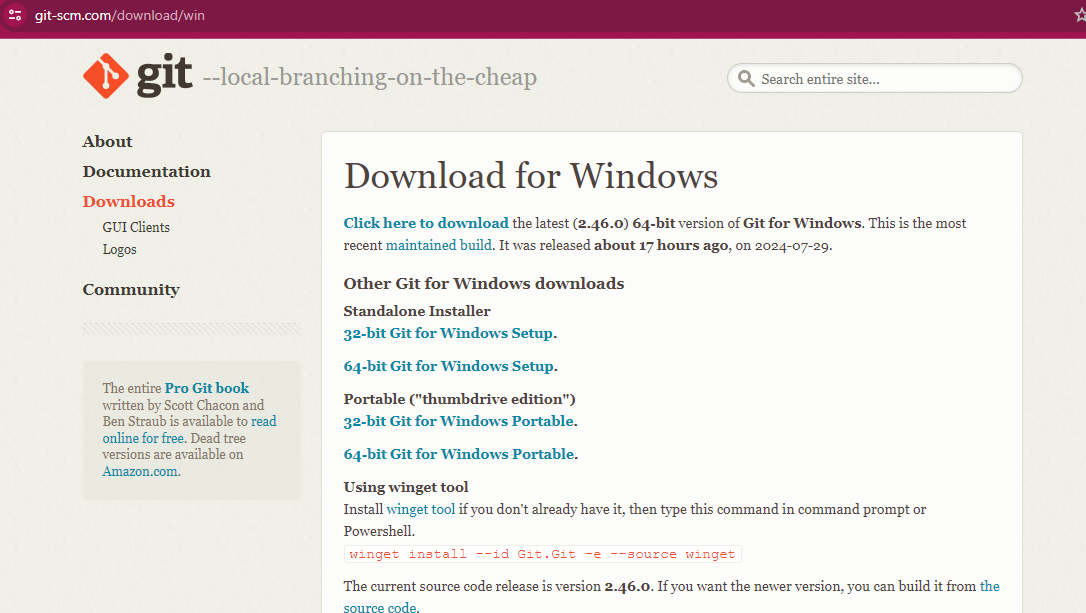 git-scm.com/download/win
git --local-branching-on-the-cheap
Search entire site...
About
Documentation
Downloads
GUI Clients
Logos
Community
The entire Pro Git book
written by Scott Chacon and
Ben Straub is available to read
online for free. Dead tree
versions are available on
Amazon.com.
Download for Windows
Click here to download the latest (2.46.0) 64-bit version of Git for Windows. This is the most
recent maintained build. It was released about 17 hours ago, on 2024-07-29.
Other Git for Windows downloads
Standalone Installer
32-bit Git for Windows Setup.
64-bit Git for Windows Setup.
Portable ("thumbdrive edition")
32-bit Git for Windows Portable.
64-bit Git for Windows Portable.
Using winget tool
Install winget tool if you don't already have it, then type this command in command prompt or
Powershell.
winget install --id Git.Git -e --source winget
The current source code release is version 2.46.0. If you want the newer version, you can build it from the
source code.